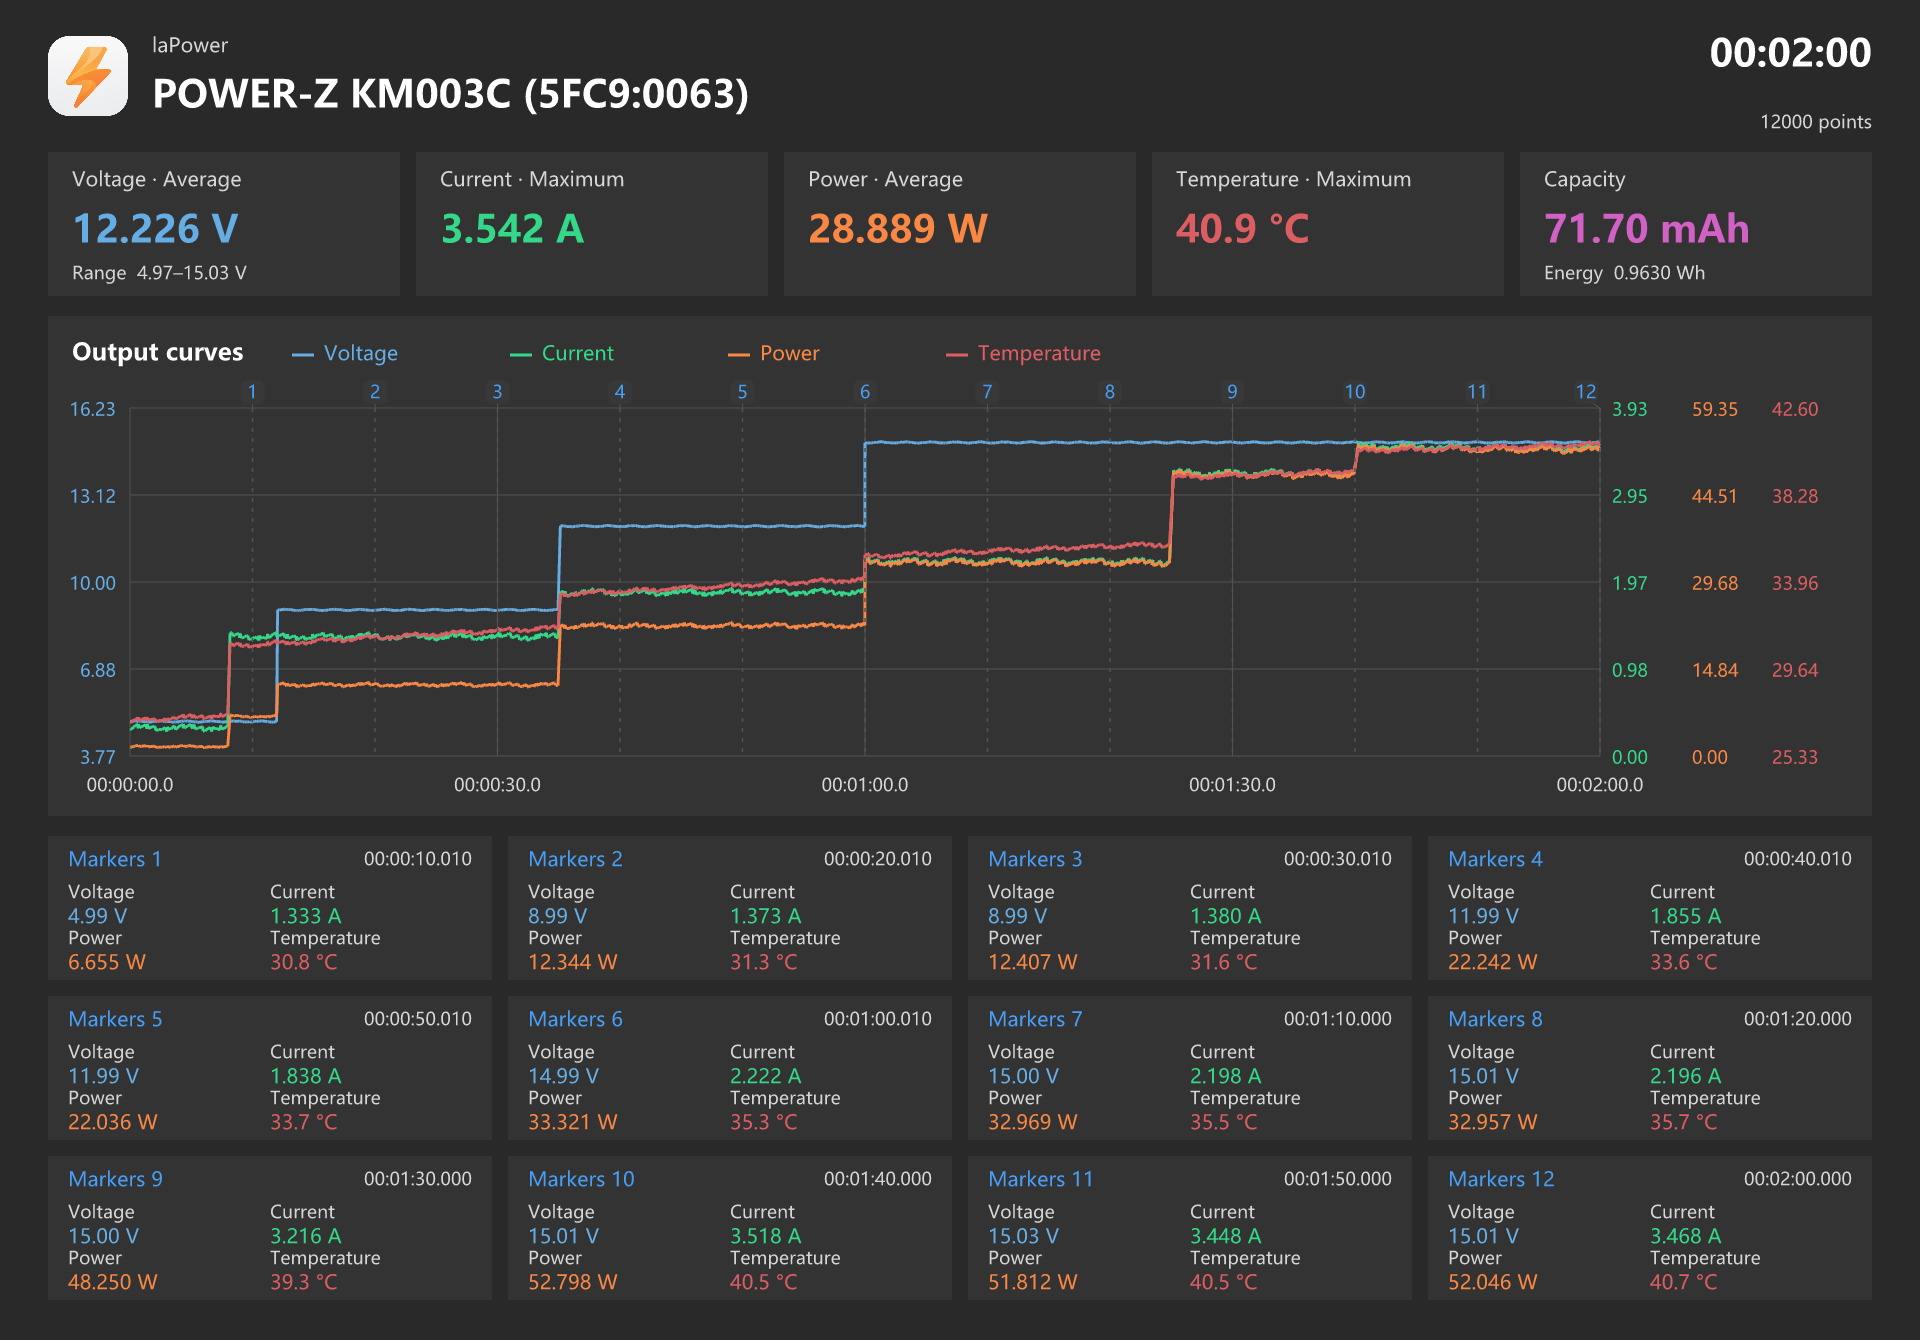 laPower
POWER-Z KM003C (5FC9:0063)
00:02:00
12000 points
Voltage · Average
12.226 V
Range 4.97–15.03 V
Current · Maximum
3.542 A
Power · Average
28.889 W
Temperature · Maximum
40.9 °C
Capacity
71.70 mAh
Energy 0.9630 Wh
Output curves Voltage Current Power Temperature
1 2 3 4 5 6 7 8 9 10 11 12
16.23 3.93 59.35 42.60
13.12 2.95 44.51 38.28
10.00 1.97 29.68 33.96
6.88 0.98 14.84 29.64
3.77 0.00 0.00 25.33
00:00:00.0 00:00:30.0 00:01:00.0 00:01:30.0 00:02:00.0
Markers 1 00:00:10.010
Voltage Current
4.99 V 1.333 A
Power Temperature
6.655 W 30.8 °C
Markers 2 00:00:20.010
Voltage Current
8.99 V 1.373 A
Power Temperature
12.344 W 31.3 °C
Markers 3 00:00:30.010
Voltage Current
8.99 V 1.380 A
Power Temperature
12.407 W 31.6 °C
Markers 4 00:00:40.010
Voltage Current
11.99 V 1.855 A
Power Temperature
22.242 W 33.6 °C
Markers 5 00:00:50.010
Voltage Current
11.99 V 1.838 A
Power Temperature
22.036 W 33.7 °C
Markers 6 00:01:00.010
Voltage Current
14.99 V 2.222 A
Power Temperature
33.321 W 35.3 °C
Markers 7 00:01:10.000
Voltage Current
15.00 V 2.198 A
Power Temperature
32.969 W 35.5 °C
Markers 8 00:01:20.000
Voltage Current
15.01 V 2.196 A
Power Temperature
32.957 W 35.7 °C
Markers 9 00:01:30.000
Voltage Current
15.00 V 3.216 A
Power Temperature
48.250 W 39.3 °C
Markers 10 00:01:40.000
Voltage Current
15.01 V 3.518 A
Power Temperature
52.798 W 40.5 °C
Markers 11 00:01:50.000
Voltage Current
15.03 V 3.448 A
Power Temperature
51.812 W 40.5 °C
Markers 12 00:02:00.000
Voltage Current
15.01 V 3.468 A
Power Temperature
52.046 W 40.7 °C